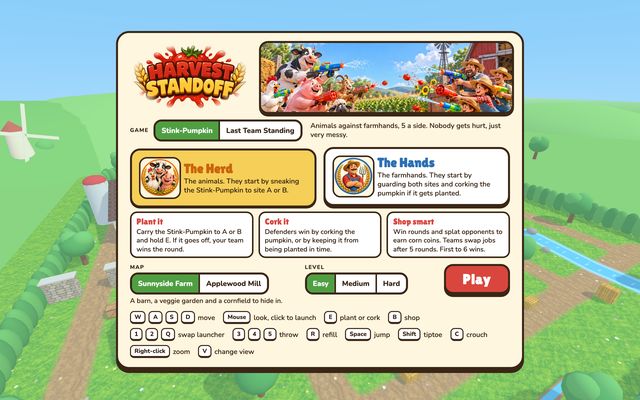 HARVEST
STANDOFF
GAME
Stink-Pumpkin
Last Team Standing
Animals against farmhands, 5 a side. Nobody gets hurt, just
very messy.
The Herd
The animals. They start by sneaking
the Stink-Pumpkin to site A or B.
The Hands
The farmhands. They start by
guarding both sites and corking the
pumpkin if it gets planted.
Plant it
Carry the Stink-Pumpkin to A or B
and hold E. If it goes off, your team
wins the round.
Cork it
Defenders win by corking the
pumpkin, or by keeping it from
being planted in time.
Shop smart
Win rounds and splat opponents to
earn corn coins. Teams swap jobs
after 5 rounds. First to 6 wins.
MAP
Sunnyside Farm
Applewood Mill
A barn, a veggie garden and a cornfield to hide in.
LEVEL
Easy
Medium
Hard
Play
W A S D move Mouse look, click to launch E plant or cork B shop
1 2 Q swap launcher 3 4 5 throw R refill Space jump Shift tiptoe C crouch
Right-click zoom V change view